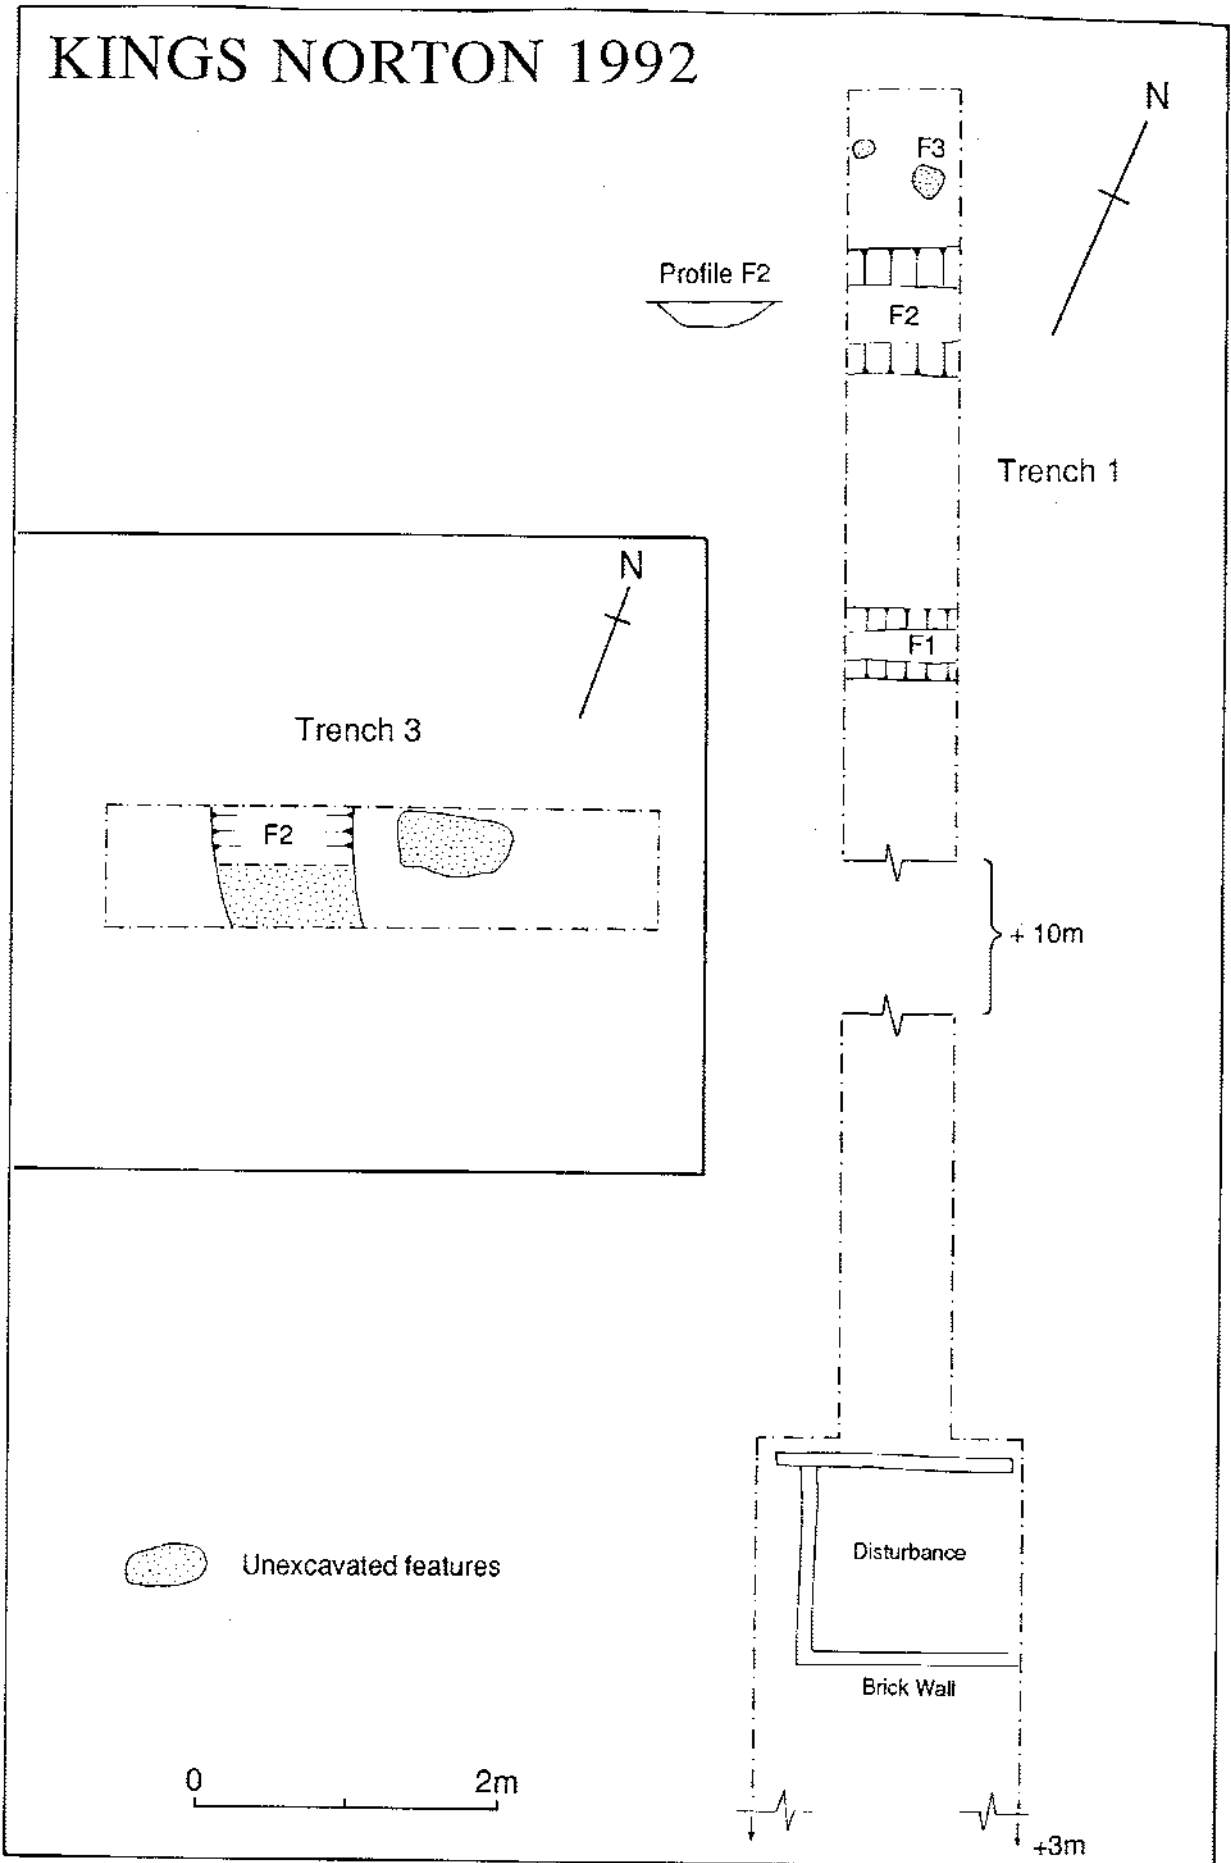 KINGS NORTON 1992
N
F3
Profile F2
F2
Trench 1
F1
N
Trench 3
F2
+ 10m
Disturbance
Unexcavated features
Brick Wall
0 2m
+3m